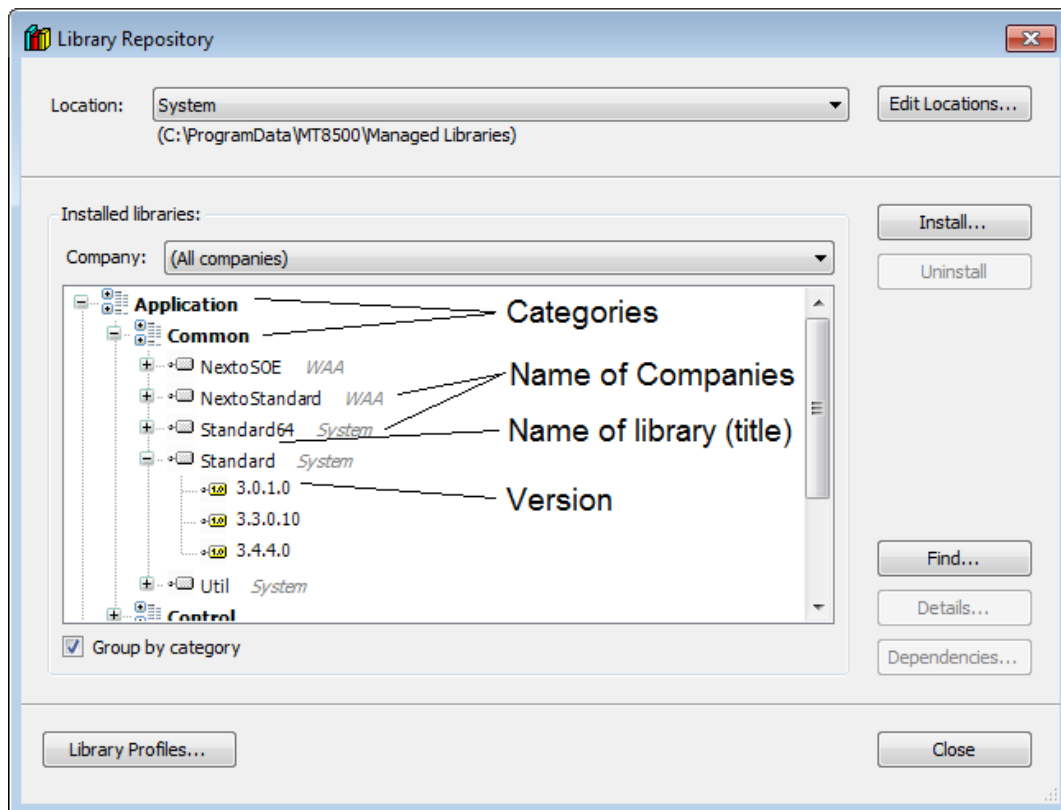 Library Repository
Location: System Edit Locations...
(C:\ProgramData\MT8500\Managed Libraries)
Installed libraries:
Install...
Company: (All companies)
Uninstall
Application
Categories
Common
NextoSOE WAA
Name of Companies
NextoStandard WAA
Standard64 System
Name of library (title)
Standard System
3.0.1.0
Version
3.3.0.10
3.4.4.0
Find...
Util System
Details...
Control
Group by category
Dependencies...
Library Profiles... Close